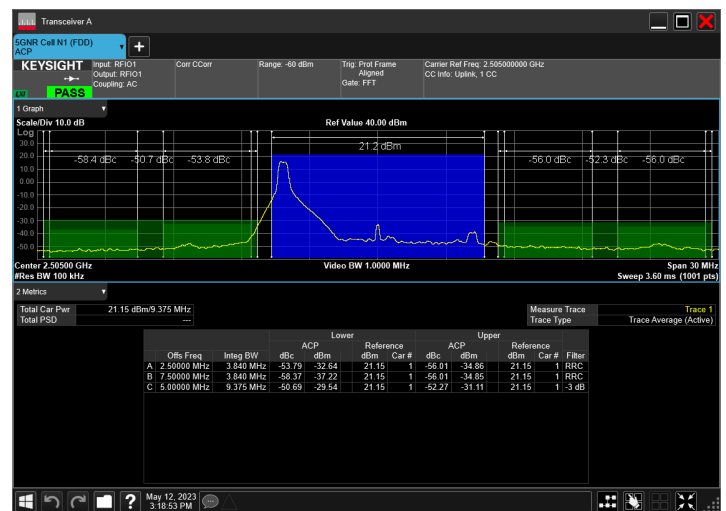 Transceiver A
5GNR Cell N1 (FDD)
ACP
KEYSIGHT
LXI
PASS
Input: RFIO1
Output: RFIO1
Coupling: AC
Corr CCorr
Range: -60 dBm
Trig: Prot Frame
Aligned
Gate: FFT
Carrier Ref Freq: 2.505000000 GHz
CC Info: Uplink, 1 CC
1 Graph
Scale/Div 10.0 dB
Ref Value 40.00 dBm
Log
30.0
20.0
10.0
0.00
-10.0
-20.0
-30.0
-40.0
-50.0
-58.4 dBc
-50.7 dBc
-53.8 dBc
21.2 dBm
-56.0 dBc
-52.3 dBc
-56.0 dBc
Center 2.50500 GHz
Video BW 1.0000 MHz
Span 30 MHz
#Res BW 100 kHz
Sweep 3.60 ms (1001 pts)
2 Metrics
Total Car Pwr 21.15 dBm/9.375 MHz
Total PSD ---
Measure Trace Trace 1
Trace Type Trace Average (Active)
Lower Upper
ACP Reference ACP Reference
Offs Freq Integ BW dBc dBm dBm Car # dBc dBm dBm Car # Filter
A 2.50000 MHz 3.840 MHz -53.79 -32.64 21.15 1 -56.01 -34.86 21.15 1 RRC
B 7.50000 MHz 3.840 MHz -58.37 -37.22 21.15 1 -56.01 -34.85 21.15 1 RRC
C 5.00000 MHz 9.375 MHz -50.69 -29.54 21.15 1 -52.27 -31.11 21.15 1 -3 dB
May 12, 2023
3:18:53 PM